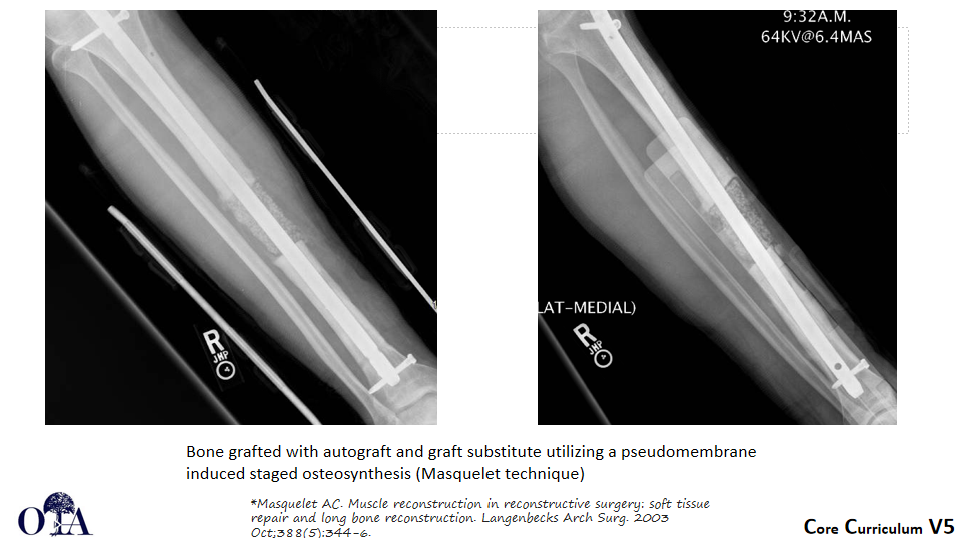 9:32A.M.
64KV@6.4MAS
LAT-MEDIAL)
R
JMP
R
JMP
Bone grafted with autograft and graft substitute utilizing a pseudomembrane
induced staged osteosynthesis (Masquelet technique)
*Masquelet AC. Muscle reconstruction in reconstructive surgery: soft tissue
repair and long bone reconstruction. Langenbecks Arch Surg. 2003
Oct;388(5):344-6.
OTA
Core Curriculum V5